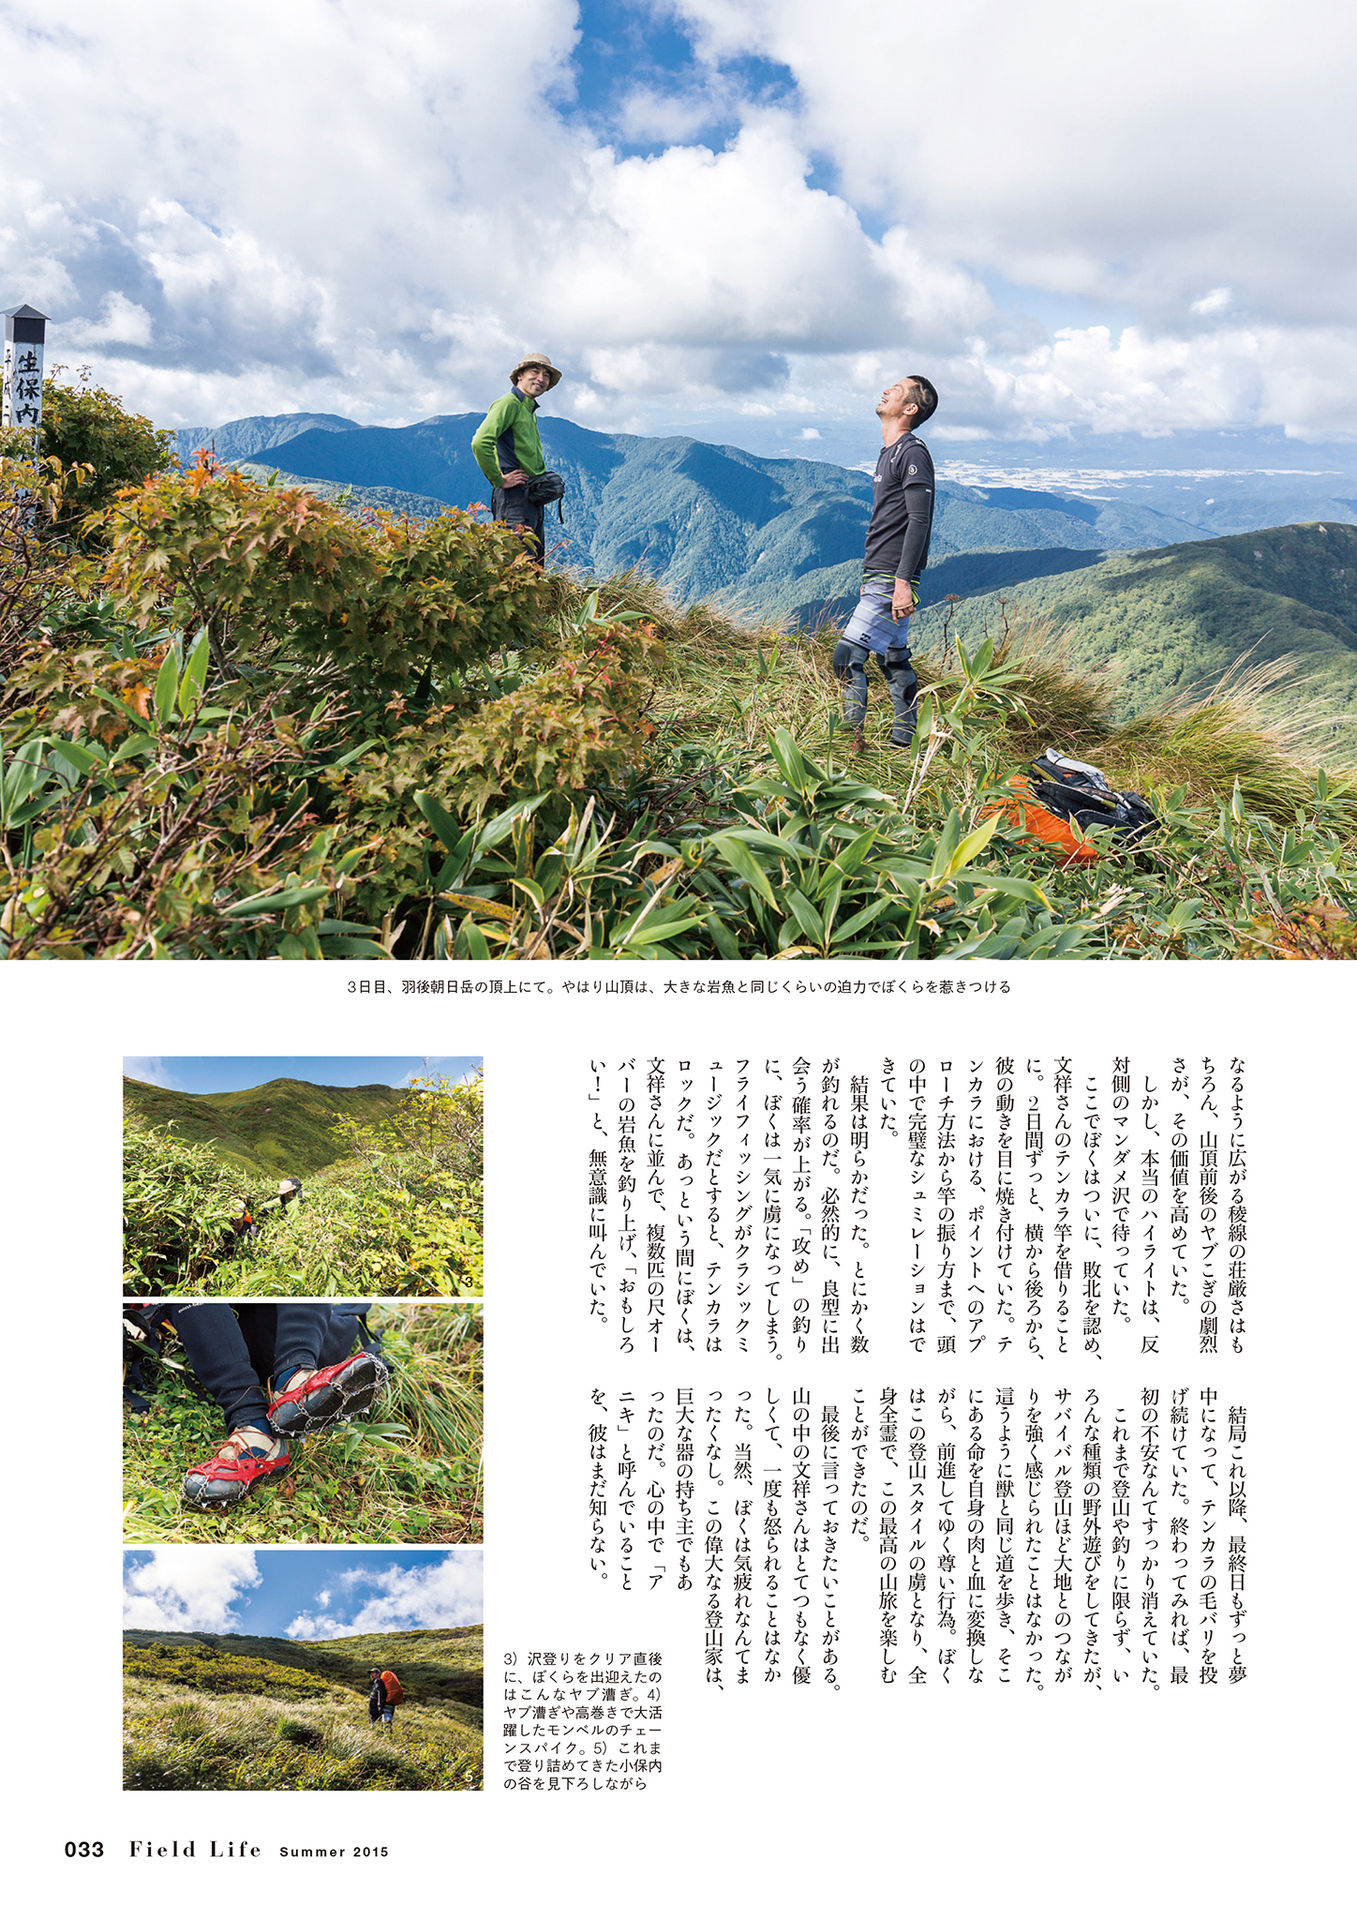 生保内
3日目、羽後朝日岳の頂上にて。やはり山頂は、大きな岩魚と同じくらいの迫力でぼくらを惹きつける
なるように広がる稜線の荘厳さはも
ちろん、山頂前後のヤブこぎの劇烈
さが、その価値を高めていた。
しかし、本当のハイライトは、反
対側のマンダメ沢で待っていた。
ここでぼくはついに、敗北を認め、
文祥さんのテンカラ竿を借りること
に。2日間ずっと、横から後ろから、
彼の動きを目に焼き付けていた。テ
ンカラにおける、ポイントへのアプ
ローチ方法から竿の振り方まで、頭
の中で完璧なシュミレーションはで
きていた。
結果は明らかだった。とにかく数
が釣れるのだ。必然的に、良型に出
会う確率が上がる。「攻め」の釣り
に、ぼくは一気に虜になってしまう。
フライフィッシングがクラシックミ
ュージックだとすると、テンカラは
ロックだ。あっという間にぼくは、
文祥さんに並んで、複数匹の尺オー
バーの岩魚を釣り上げ、「おもしろ
い！」と、無意識に叫んでいた。
結局これ以降、最終日もずっと夢
中になって、テンカラの毛バリを投
げ続けていた。終わってみれば、最
初の不安なんてすっかり消えていた。
これまで登山や釣りに限らず、い
ろんな種類の野外遊びをしてきたが、
サバイバル登山ほど大地とのつなが
りを強く感じられたことはなかった。
這うように獣と同じ道を歩き、そこ
にある命を自身の肉と血に変換しな
がら、前進してゆく尊い行為。ぼく
はこの登山スタイルの虜となり、全
身全霊で、この最高の山旅を楽しむ
ことができたのだ。
最後に言っておきたいことがある。
山の中の文祥さんはとてつもなく優
しくて、一度も怒られることはなか
った。当然、ぼくは気疲れなんてま
ったくなし。この偉大なる登山家は、
巨大な器の持ち主でもあ
ったのだ。心の中で「ア
ニキ」と呼んでいること
を、彼はまだ知らない。
3
5
3）沢登りをクリア直後
に、ぼくらを出迎えたの
はこんなヤブ漕ぎ。4）
ヤブ漕ぎや高巻きで大活
躍したモンベルのチェー
ンスパイク。5）これま
で登り詰めてきた小保内
の谷を見下ろしながら
033 Field Life Summer 2015